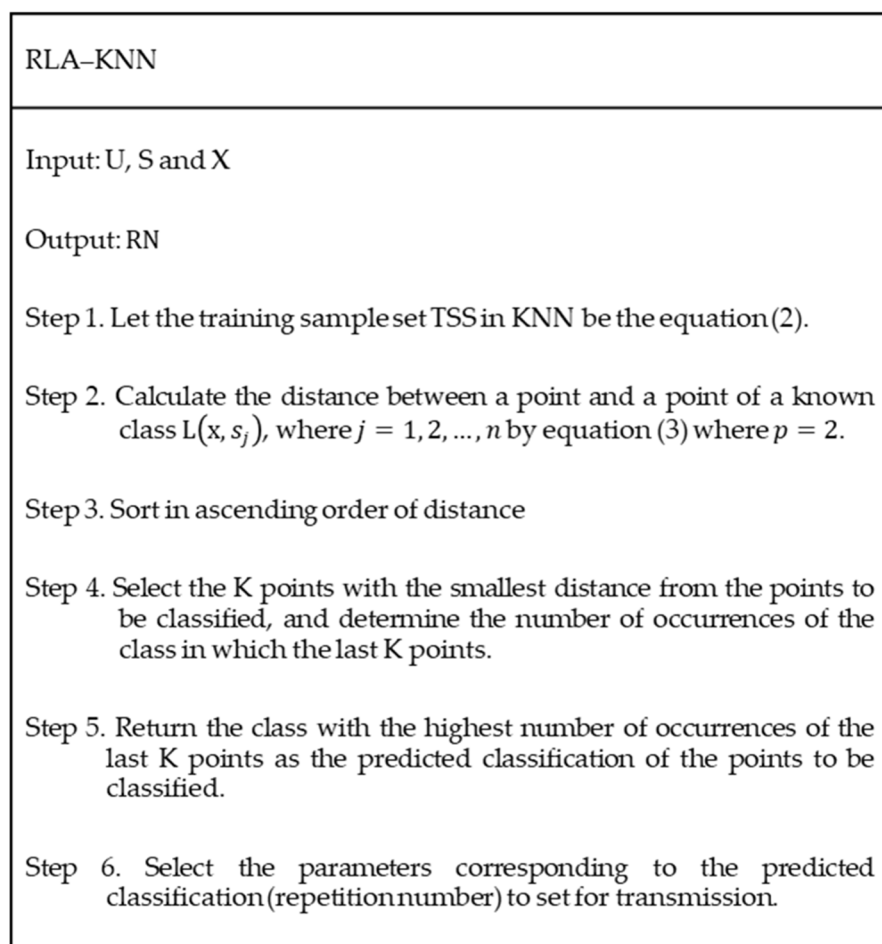 RLA–KNN
Input: U, S and X
Output: RN
Step 1. Let the training sample set TSS in KNN be the equation (2).
Step 2. Calculate the distance between a point and a point of a known
class L(x, sⱼ), where j = 1, 2, ..., n by equation (3) where p = 2.
Step 3. Sort in ascending order of distance
Step 4. Select the K points with the smallest distance from the points to
be classified, and determine the number of occurrences of the
class in which the last K points.
Step 5. Return the class with the highest number of occurrences of the
last K points as the predicted classification of the points to be
classified.
Step 6. Select the parameters corresponding to the predicted
classification (repetition number) to set for transmission.